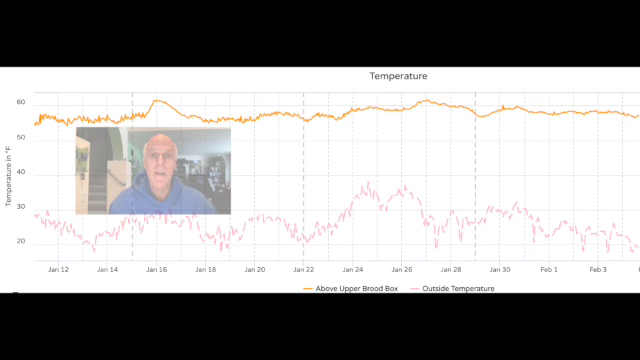 Temperature
60
50
40
30
20
Temperature in °F
Jan 12 Jan 14 Jan 16 Jan 18 Jan 20 Jan 22 Jan 24 Jan 26 Jan 28 Jan 30 Feb 1 Feb 3
Above Upper Brood Box Outside Temperature